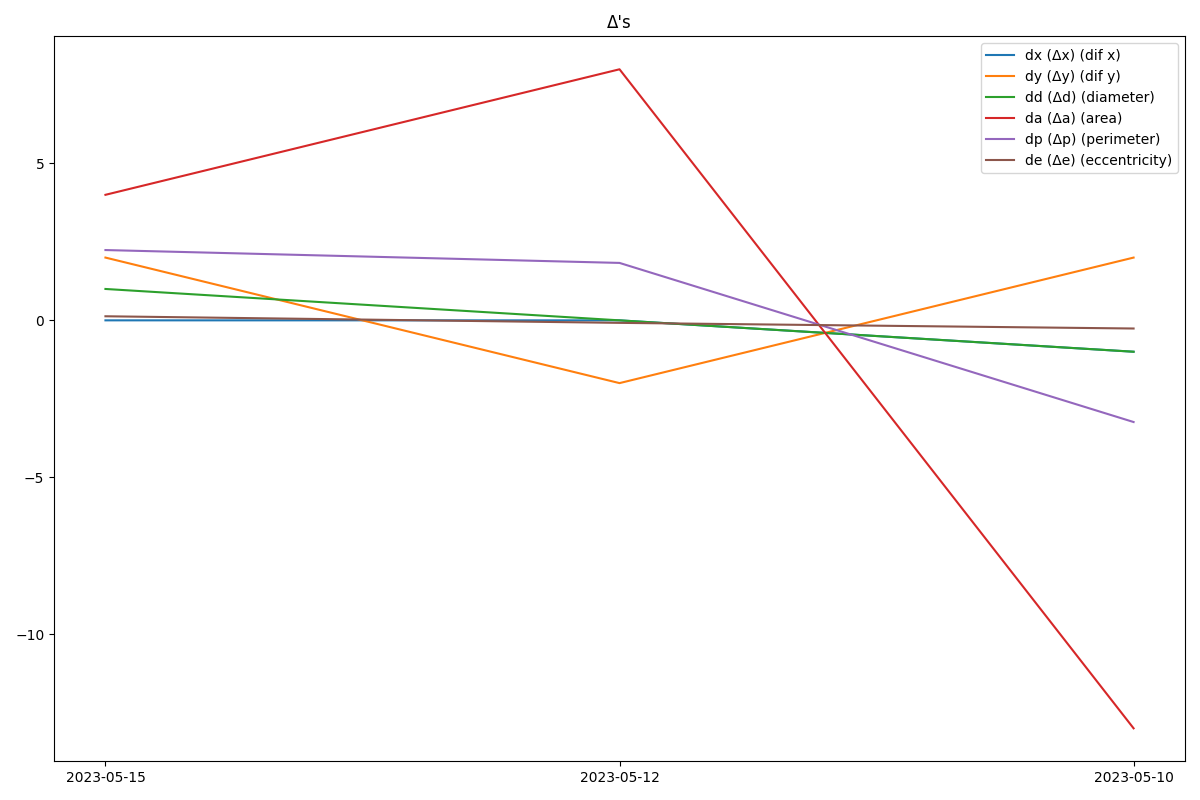 Δ's
dx (Δx) (dif x)
dy (Δy) (dif y)
dd (Δd) (diameter)
da (Δa) (area)
dp (Δp) (perimeter)
de (Δe) (eccentricity)
5
0
−5
−10
2023-05-15 2023-05-12 2023-05-10